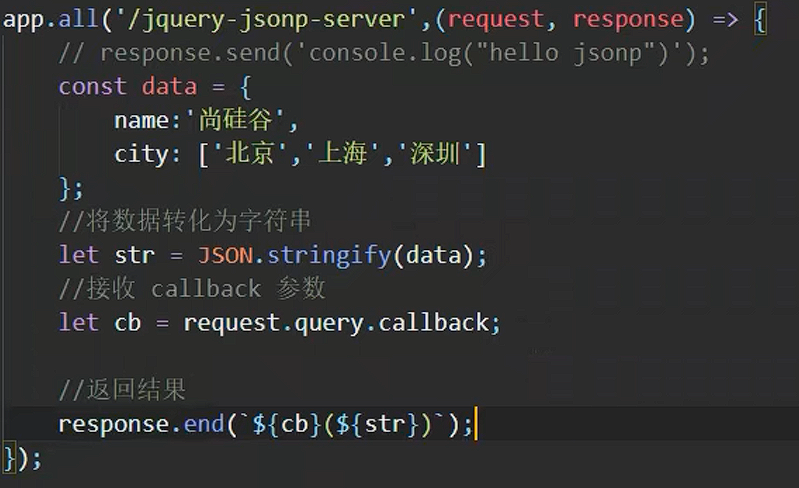 app.all('/jquery-jsonp-server',(request, response) => {
    // response.send('console.log("hello jsonp")');
    const data = {
        name:'尚硅谷',
        city: ['北京','上海','深圳']
    };
    //将数据转化为字符串
    let str = JSON.stringify(data);
    //接收 callback 参数
    let cb = request.query.callback;

    //返回结果
    response.end(`${cb}(${str})`);
});